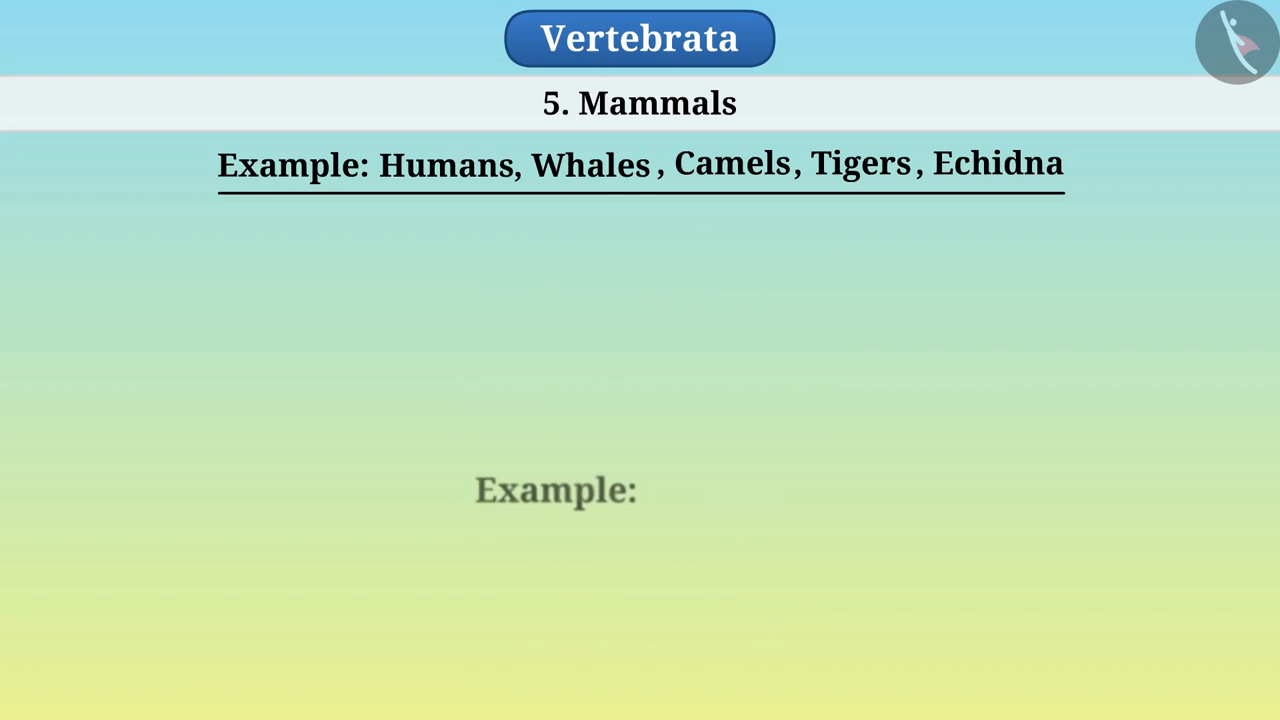 Vertebrata
5. Mammals
Example: Humans, Whales , Camels, Tigers, Echidna
Example: